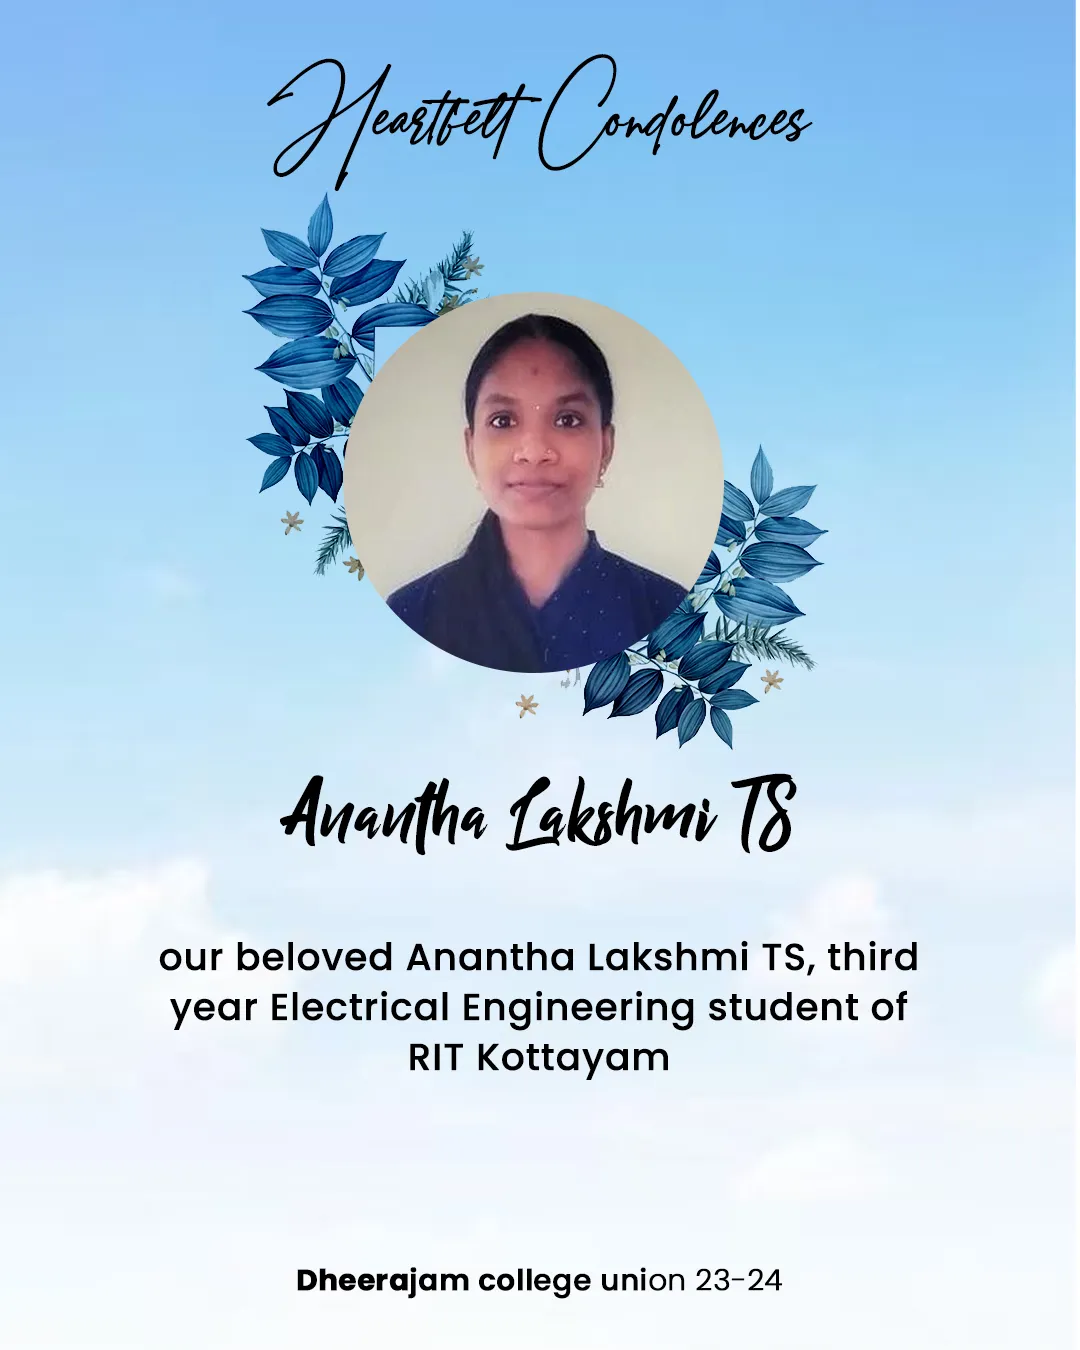 Heartfelt Condolences
Anantha Lakshmi TS
our beloved Anantha Lakshmi TS, third
year Electrical Engineering student of
RIT Kottayam
Dheerajam college union 23-24